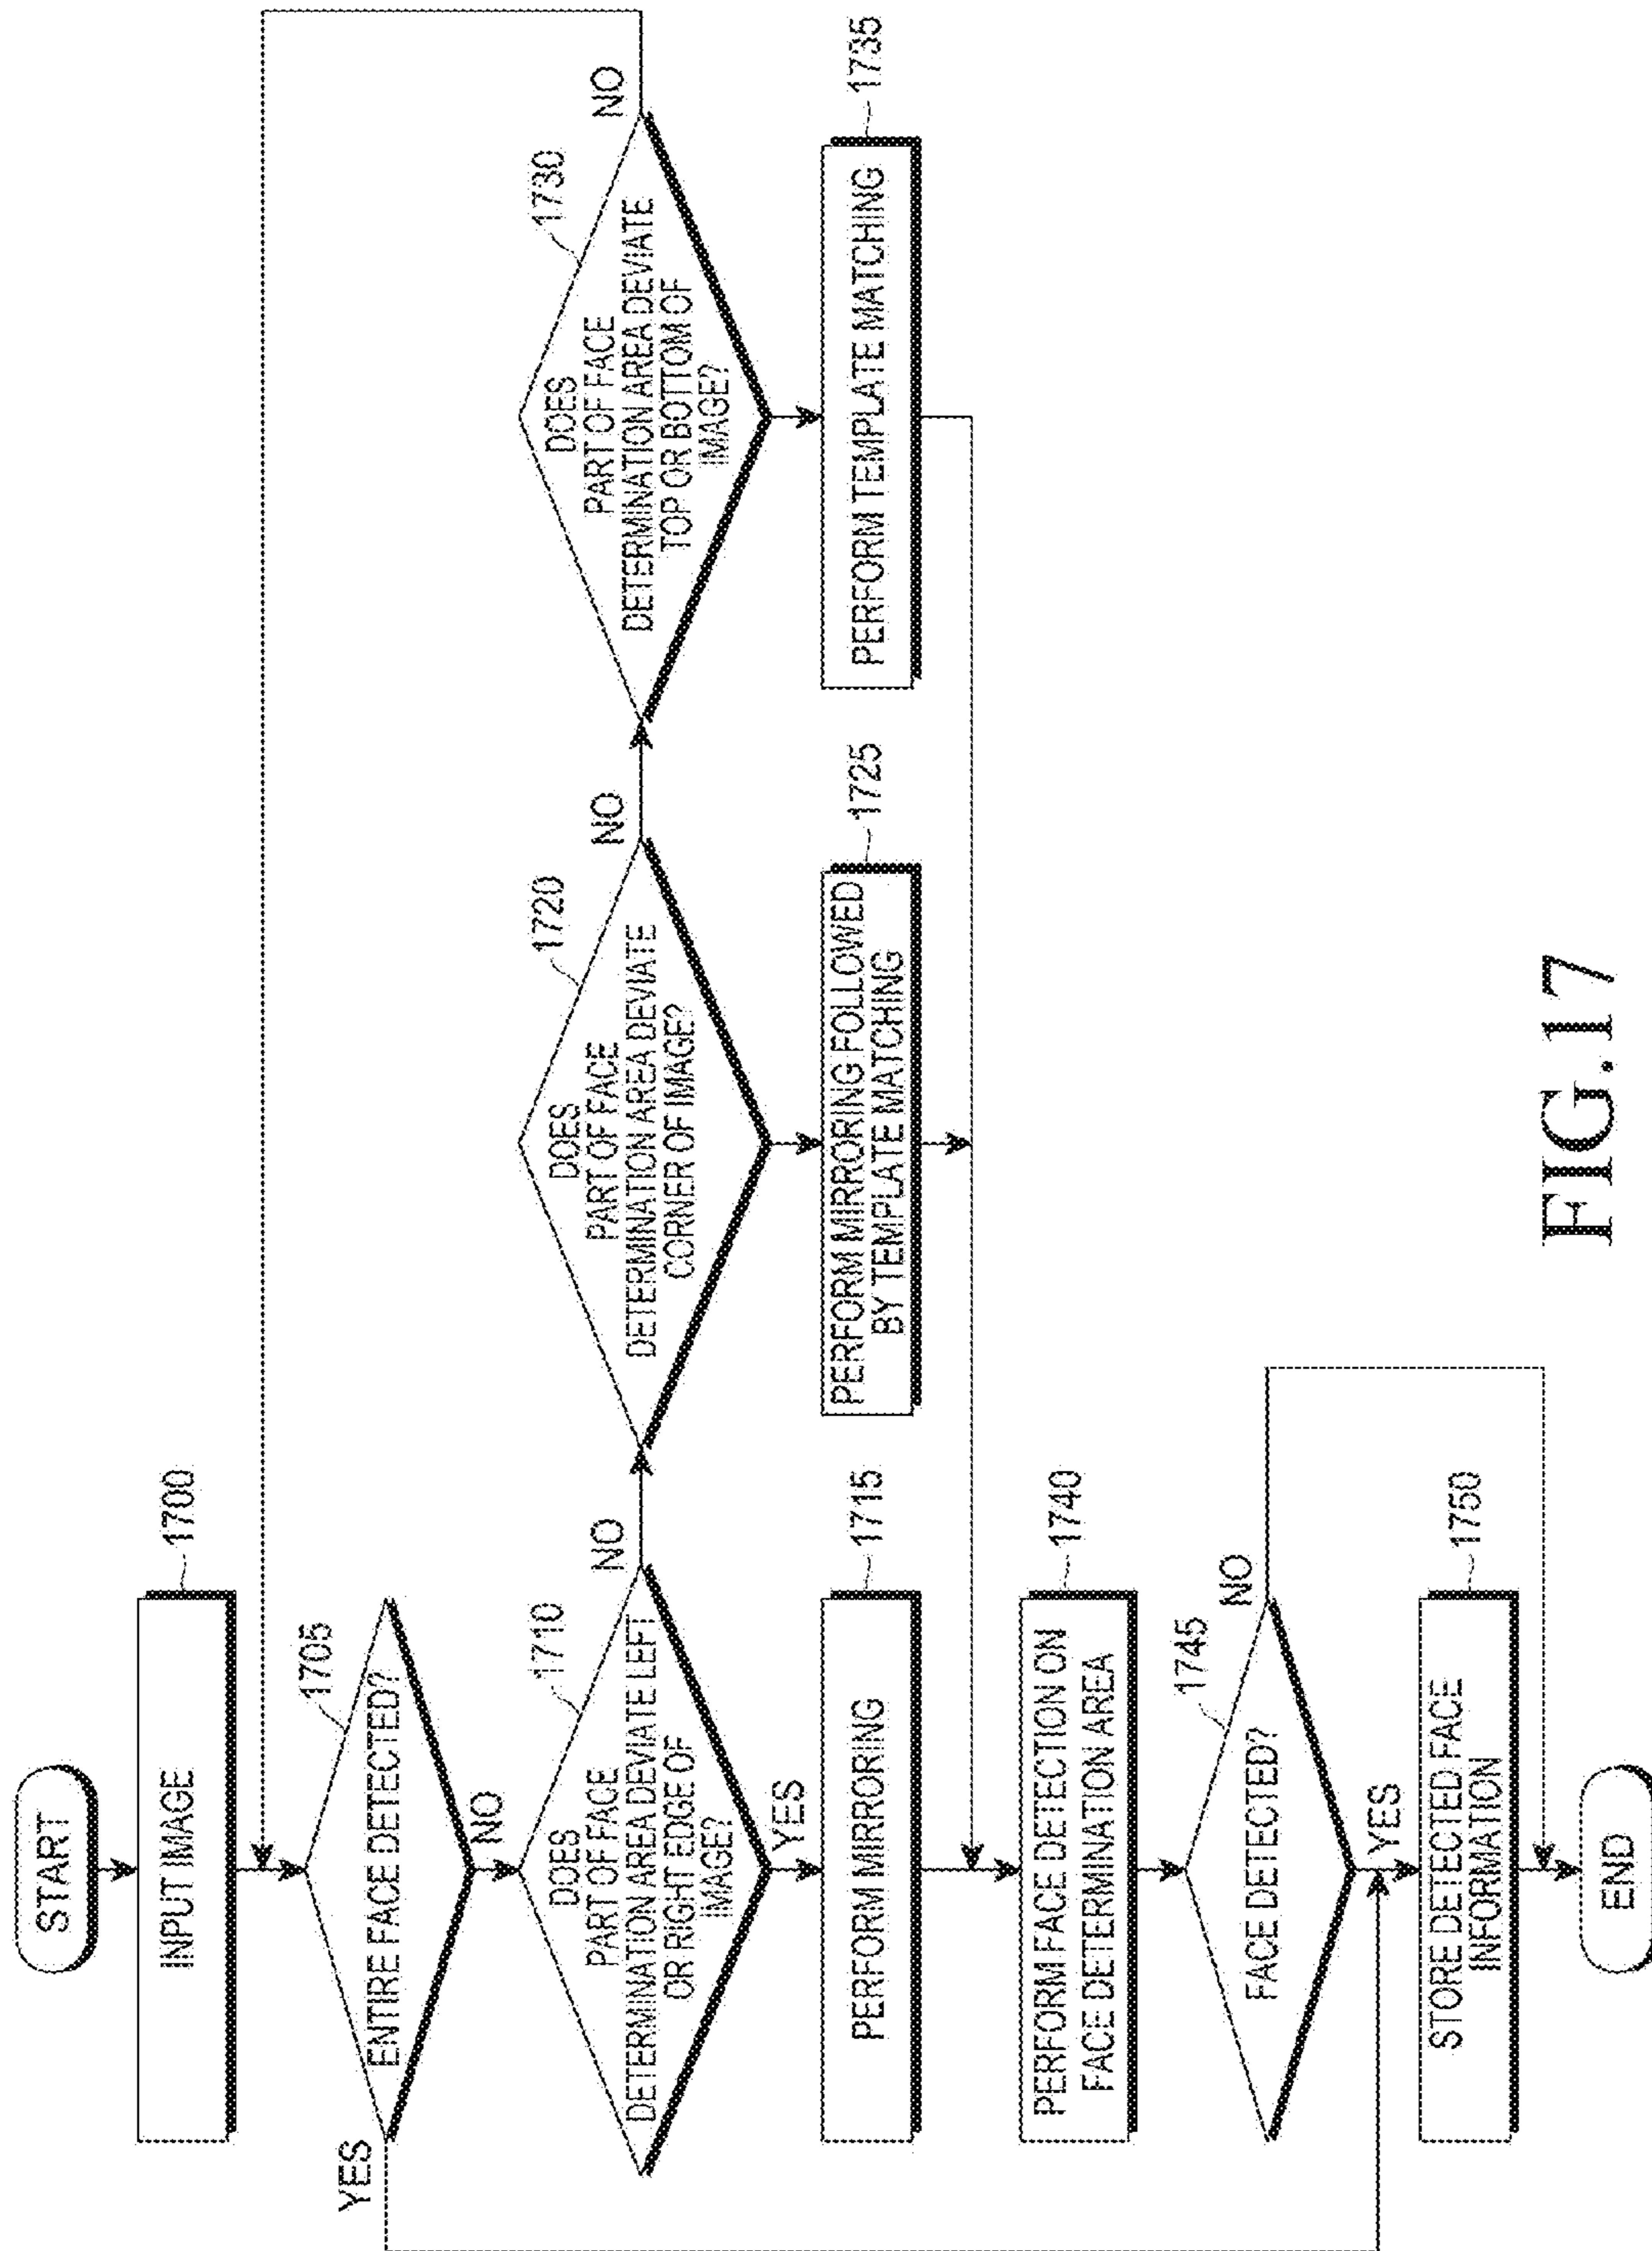 START
INPUT IMAGE
1700
ENTIRE FACE DETECTED?
1705
YES
NO
DOES
PART OF FACE
DETERMINATION AREA DEVIATE LEFT
OR RIGHT EDGE OF
IMAGE?
1710
NO
YES
PERFORM MIRRORING
1715
DOES
PART OF FACE
DETERMINATION AREA DEVIATE
CORNER OF IMAGE?
1720
NO
PERFORM MIRRORING FOLLOWED
BY TEMPLATE MATCHING
1725
DOES
PART OF FACE
DETERMINATION AREA DEVIATE
TOP OR BOTTOM OF
IMAGE?
1730
NO
PERFORM TEMPLATE MATCHING
1735
PERFORM FACE DETECTION ON
FACE DETERMINATION AREA
1740
FACE DETECTED?
1745
NO
YES
STORE DETECTED FACE
INFORMATION
1750
END
FIG.17